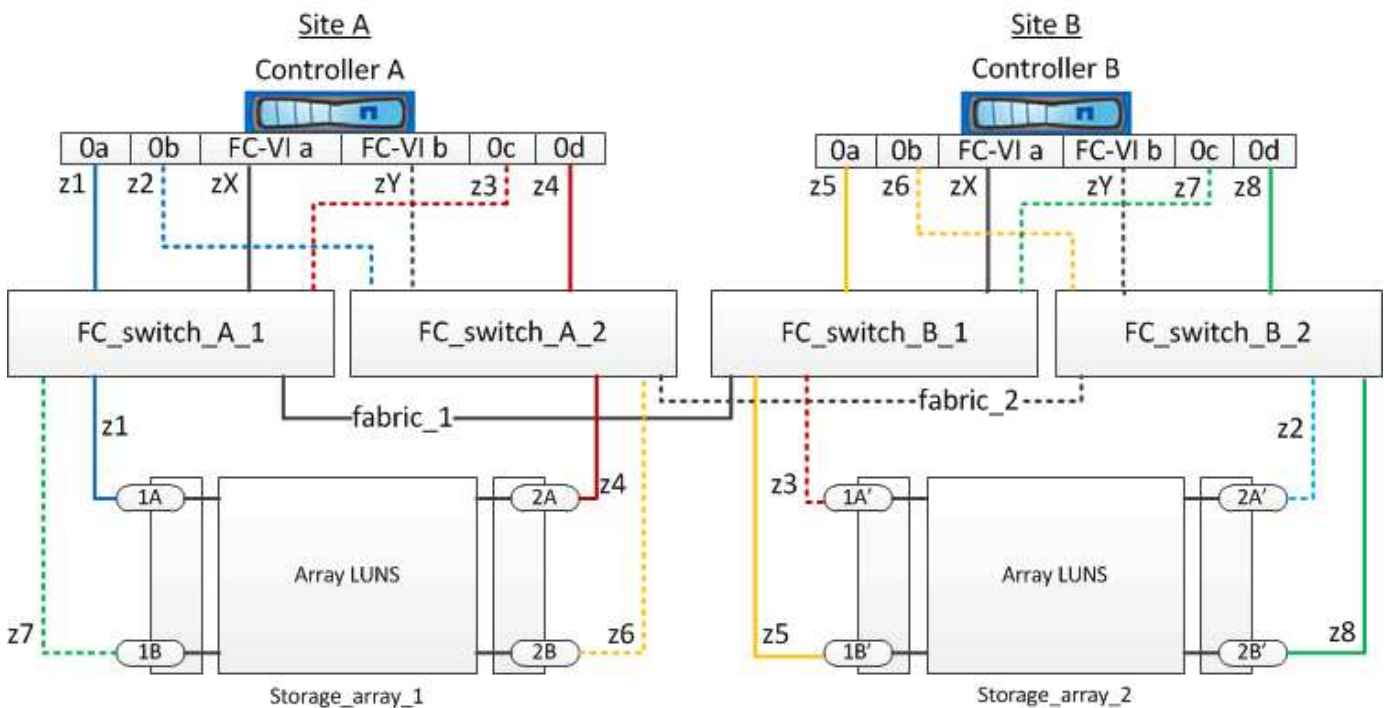 Site A Site B
Controller A Controller B
0a 0b FC-VI a FC-VI b 0c 0d 0a 0b FC-VI a FC-VI b 0c 0d
z1 z2 zX zY z3 z4 z5 z6 zX zY z7 z8
FC_switch_A_1 FC_switch_A_2 FC_switch_B_1 FC_switch_B_2
fabric_1 fabric_2
z1 z4 z3 z2
1A 2A 1A' 2A'
Array LUNS Array LUNS
z7 z6 z5 z8
1B 2B 1B' 2B'
Storage_array_1 Storage_array_2